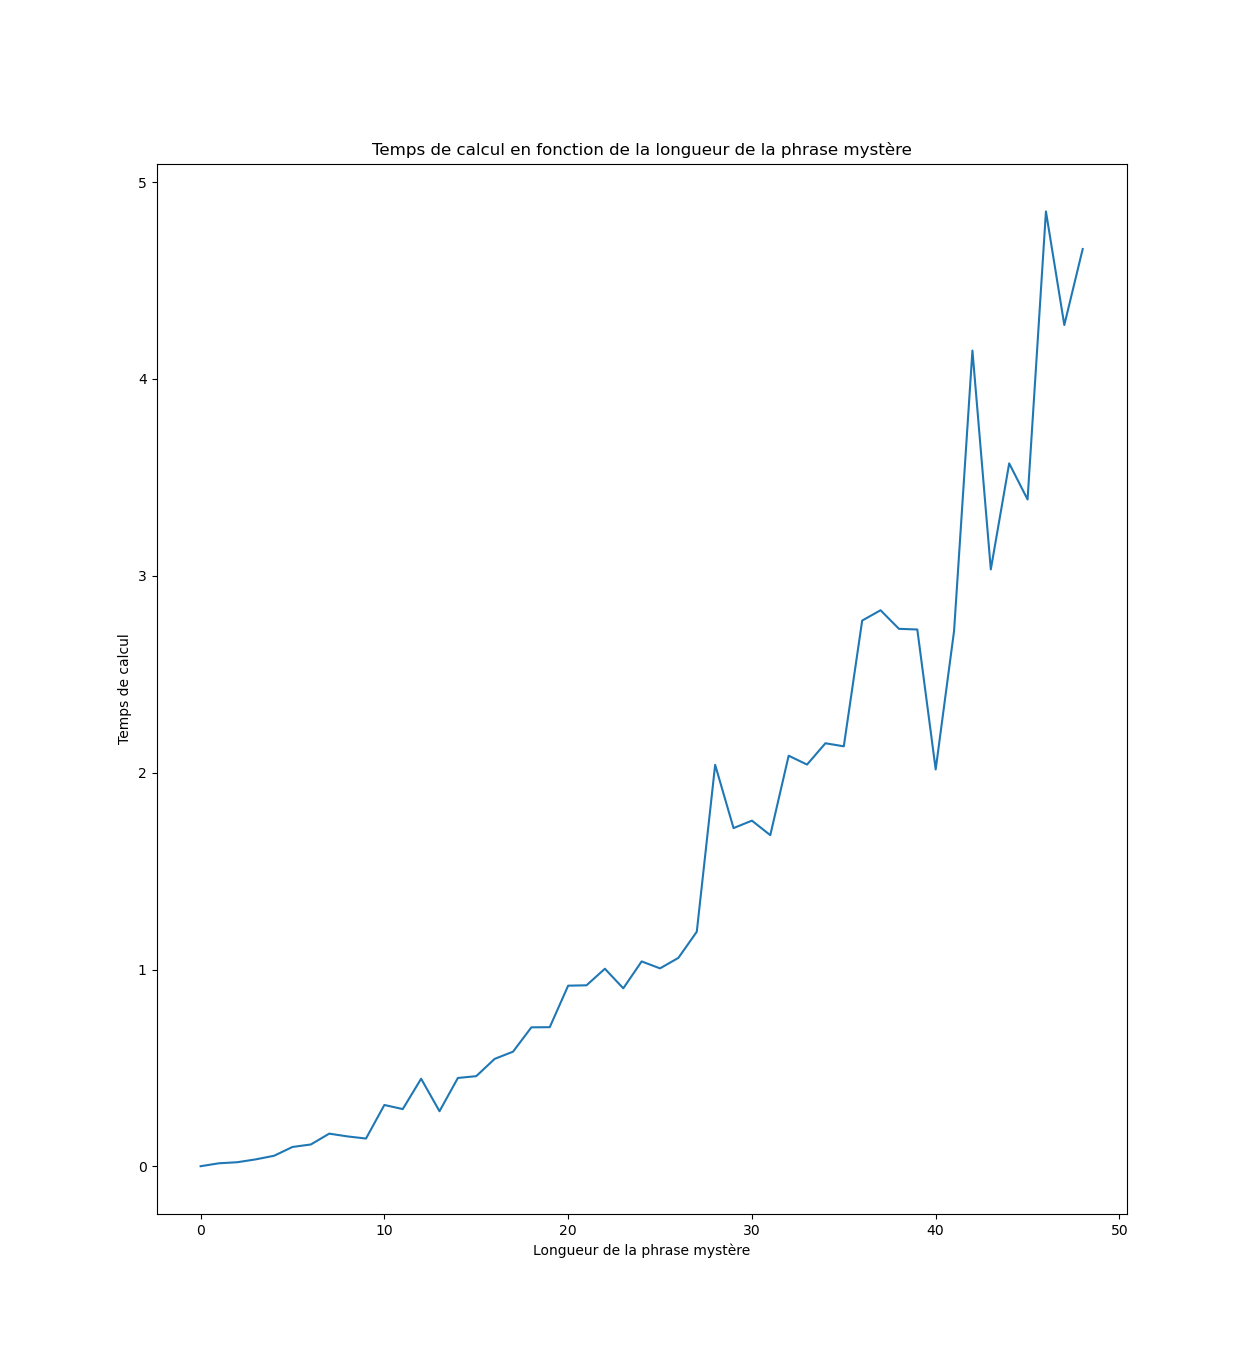 Temps de calcul en fonction de la longueur de la phrase mystère
5
4
3
2
1
0
Temps de calcul
0 10 20 30 40 50
Longueur de la phrase mystère